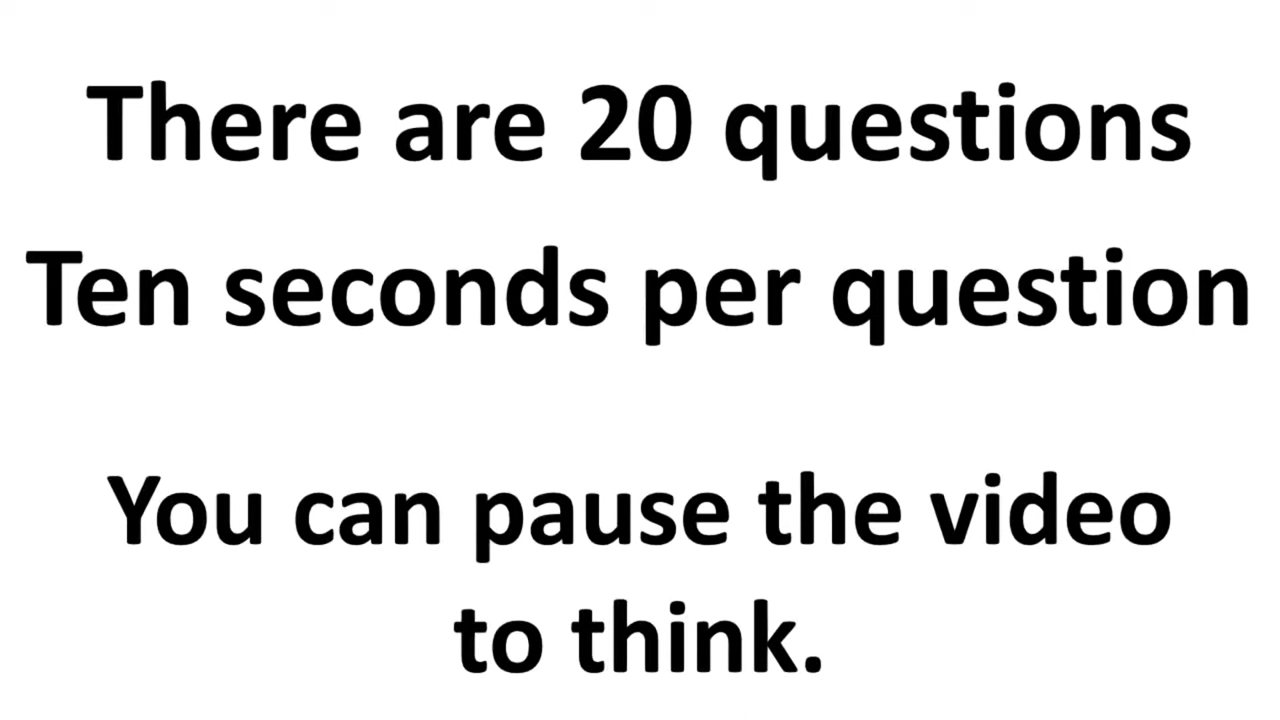 There are 20 questions
Ten seconds per question
You can pause the video
to think.